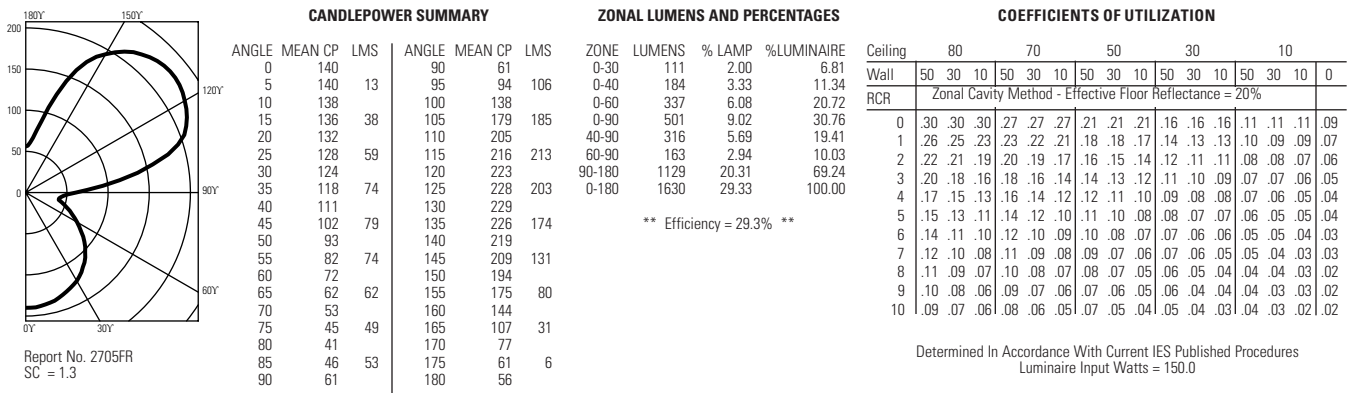 180Y 150Y
200
150
120Y
100
50
0
90Y
60Y
0Y 30Y
Report No. 2705FR
SC = 1.3
CANDLEPOWER SUMMARY
ANGLE MEAN CP LMS ANGLE MEAN CP LMS
0 140 90 61
5 140 13 95 94 106
10 138 100 138
15 136 38 105 179 185
20 132 110 205
25 128 59 115 216 213
30 124 120 223
35 118 74 125 228 203
40 111 130 229
45 102 79 135 226 174
50 93 140 219
55 82 74 145 209 131
60 72 150 194
65 62 62 155 175 80
70 53 160 144
75 45 49 165 107 31
80 41 170 77
85 46 53 175 61 6
90 61 180 56
ZONAL LUMENS AND PERCENTAGES
ZONE LUMENS % LAMP %LUMINAIRE
0-30 111 2.00 6.81
0-40 184 3.33 11.34
0-60 337 6.08 20.72
0-90 501 9.02 30.76
40-90 316 5.69 19.41
60-90 163 2.94 10.03
90-180 1129 20.31 69.24
0-180 1630 29.33 100.00
** Efficiency = 29.3% **
COEFFICIENTS OF UTILIZATION
Ceiling 80 70 50 30 10
Wall 50 30 10 50 30 10 50 30 10 50 30 10 50 30 10 0
RCR Zonal Cavity Method - Effective Floor Reflectance = 20%
0 .30 .30 .30 .27 .27 .27 .21 .21 .21 .16 .16 .16 .11 .11 .11 .09
1 .26 .25 .23 .23 .22 .21 .18 .18 .17 .14 .13 .13 .10 .09 .09 .07
2 .22 .21 .19 .20 .19 .17 .16 .15 .14 .12 .11 .11 .08 .08 .07 .06
3 .20 .18 .16 .18 .16 .14 .14 .13 .12 .11 .10 .09 .07 .07 .06 .05
4 .17 .15 .13 .16 .14 .12 .12 .11 .10 .09 .08 .08 .07 .06 .05 .04
5 .15 .13 .11 .14 .12 .10 .11 .10 .08 .08 .07 .07 .06 .05 .05 .04
6 .14 .11 .10 .12 .10 .09 .10 .08 .07 .07 .06 .06 .05 .05 .04 .03
7 .12 .10 .08 .11 .09 .08 .09 .07 .06 .07 .06 .05 .05 .04 .03 .03
8 .11 .09 .07 .10 .08 .07 .08 .07 .05 .06 .05 .04 .04 .04 .03 .02
9 .10 .08 .06 .09 .07 .06 .07 .06 .05 .06 .04 .04 .04 .03 .03 .02
10 .09 .07 .06 .08 .06 .05 .07 .05 .04 .05 .04 .03 .04 .03 .02 .02
Determined In Accordance With Current IES Published Procedures
Luminaire Input Watts = 150.0